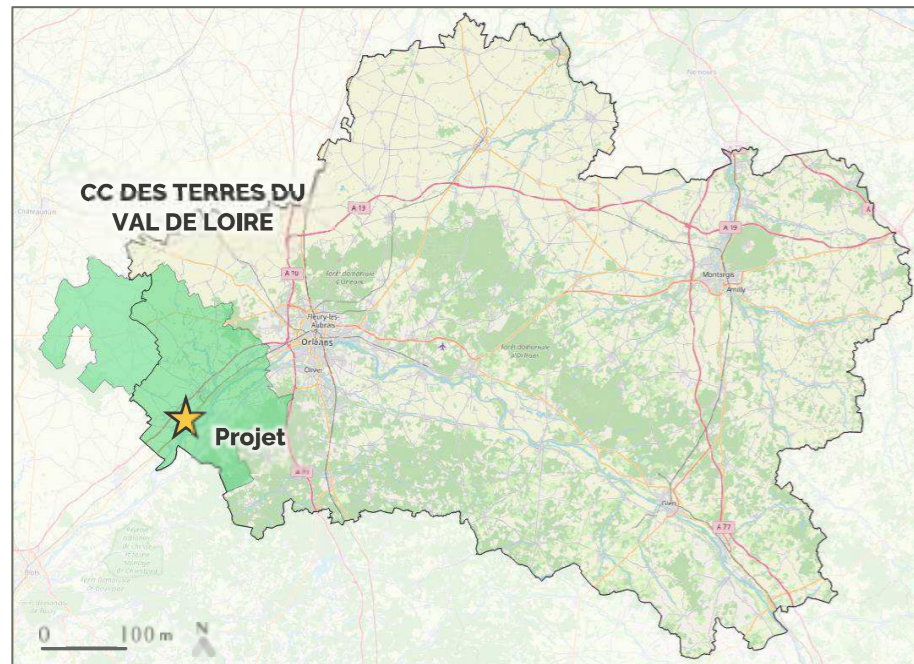 CC DES TERRES DU
VAL DE LOIRE
A 19
A 10
Fleury-les-
Aubrais
Orléans
Olivet
A 19
Montargis
Amilly
Projet
Gien
A 77
Blois
0 100 m N